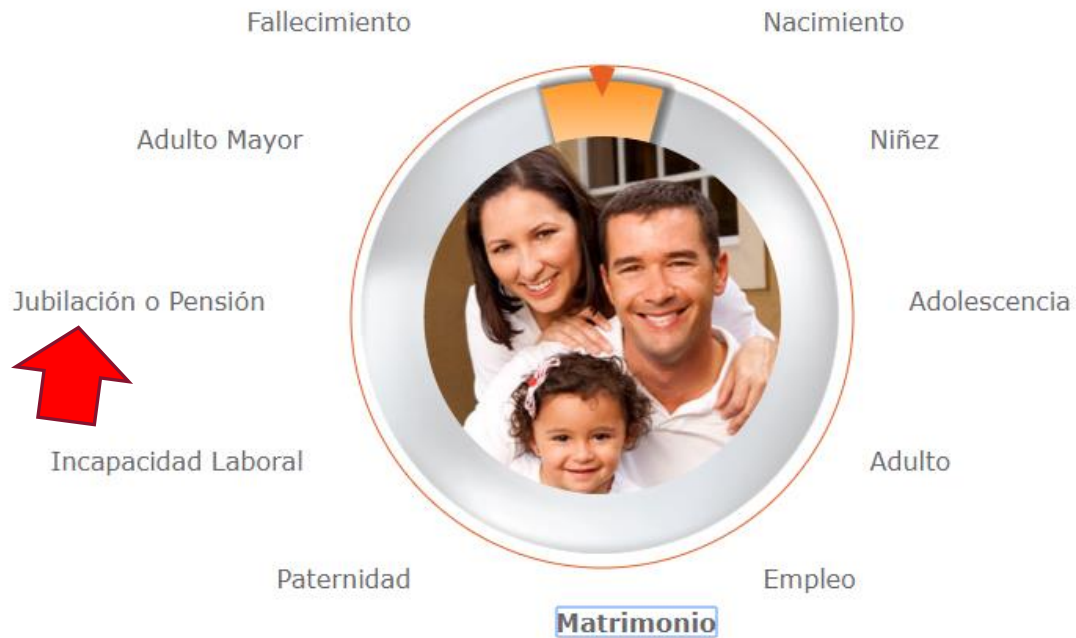 Fallecimiento
Nacimiento
Adulto Mayor
Niñez
Jubilación o Pensión
Adolescencia
Incapacidad Laboral
Adulto
Paternidad
Empleo
Matrimonio